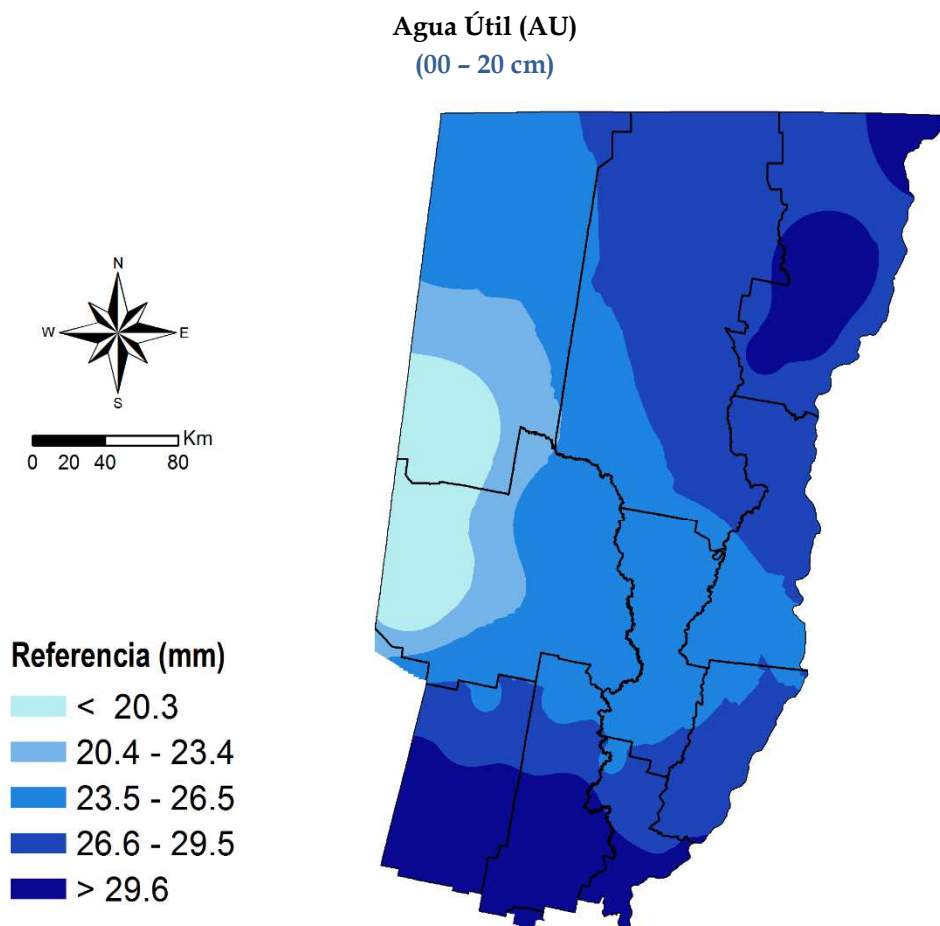 Agua Útil (AU)
(00 – 20 cm)
N
W
E
S
Km
0 20 40 80
Referencia (mm)
< 20.3
20.4 - 23.4
23.5 - 26.5
26.6 - 29.5
> 29.6